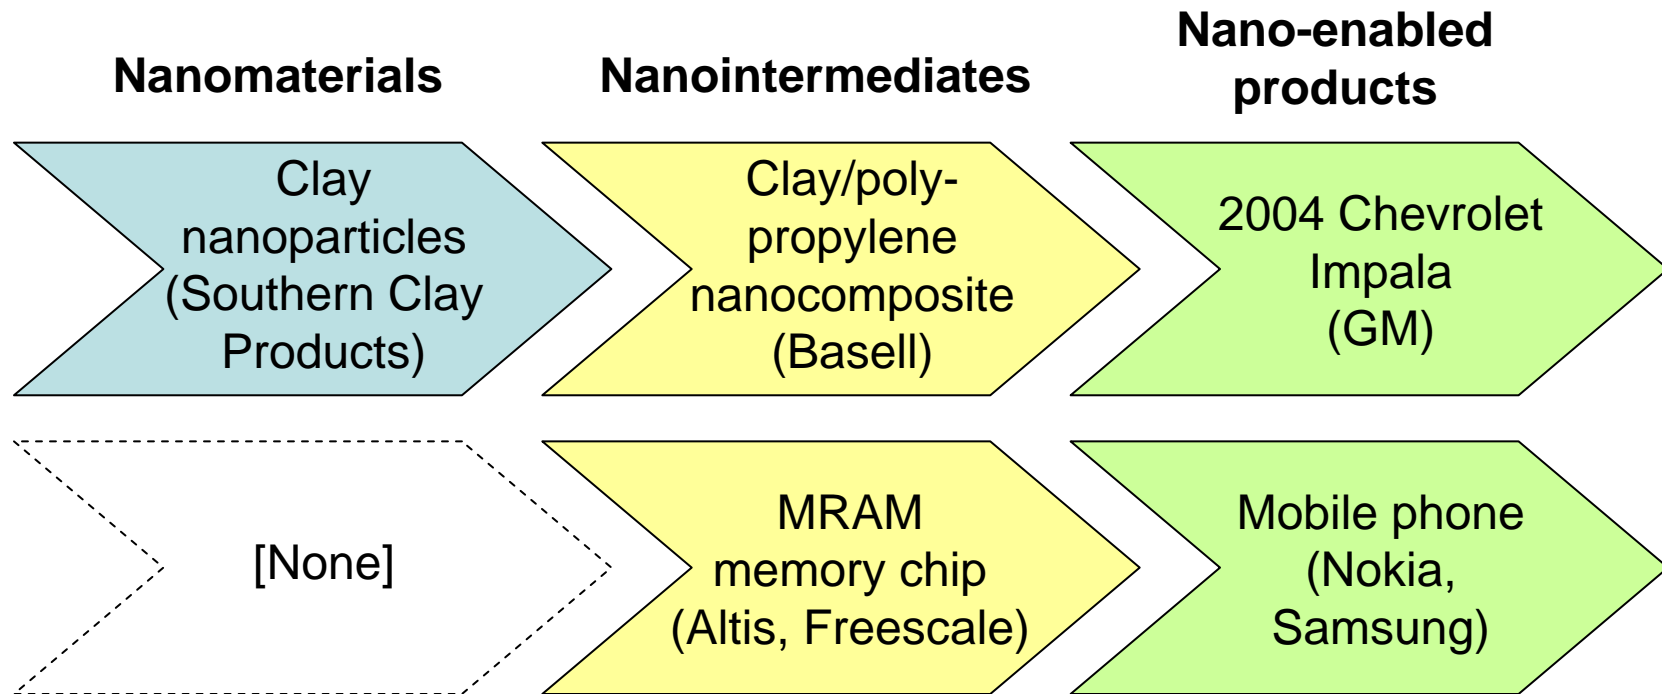 Nanomaterials
Nanointermediates
Nano-enabled
products
Clay
nanoparticles
(Southern Clay
Products)
Clay/poly-
propylene
nanocomposite
(Basell)
2004 Chevrolet
Impala
(GM)
[None]
MRAM
memory chip
(Altis, Freescale)
Mobile phone
(Nokia,
Samsung)